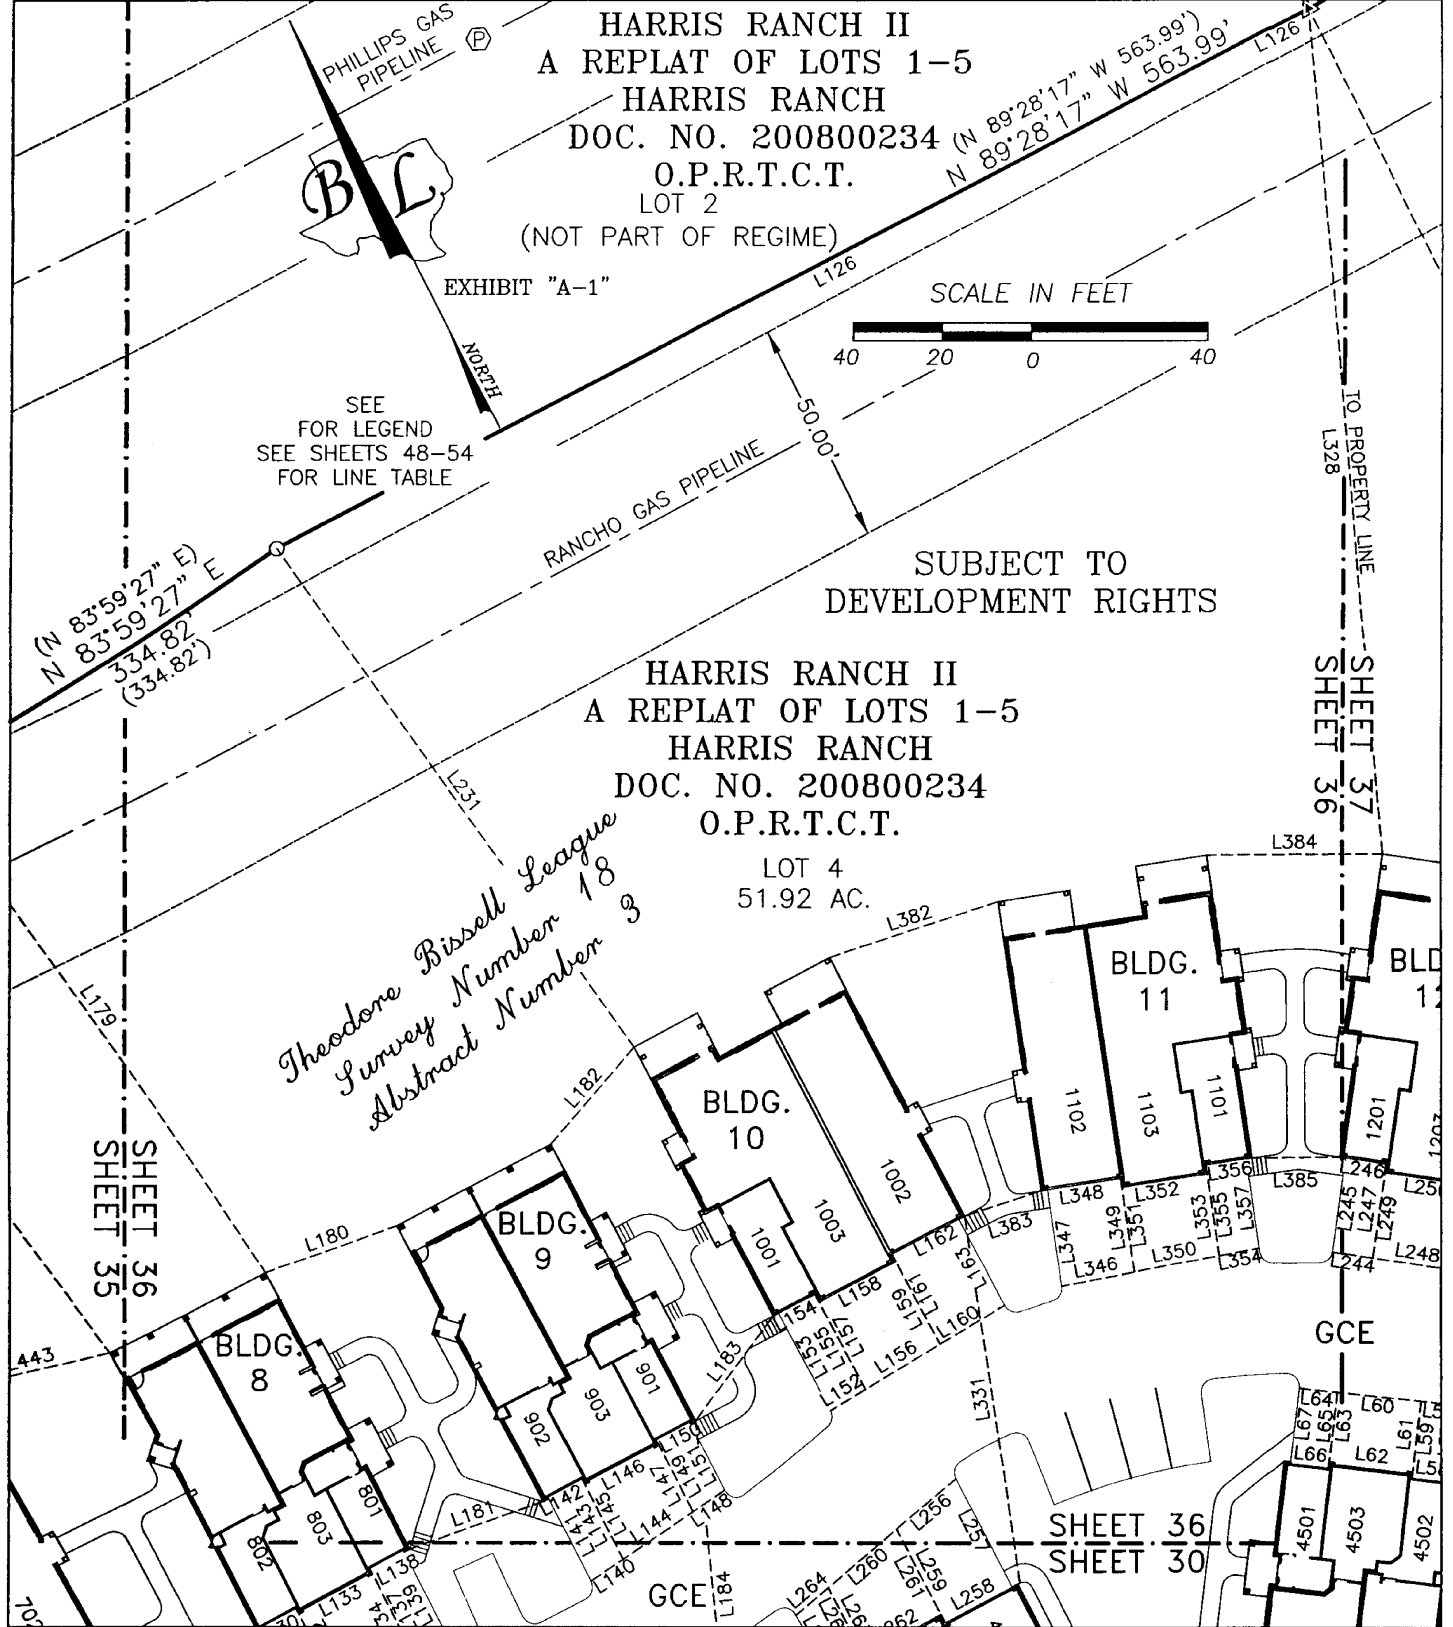 PHILLIPS GAS
PIPELINE P
HARRIS RANCH II
A REPLAT OF LOTS 1-5
HARRIS RANCH
DOC. NO. 200800234
O.P.R.T.C.T.
LOT 2
(NOT PART OF REGIME)
(N 89°28'17" W 563.99')
N 89°28'17" W 563.99'
L126
B L
EXHIBIT "A-1"
NORTH
L126
SCALE IN FEET
40 20 0 40
SEE
FOR LEGEND
SEE SHEETS 48-54
FOR LINE TABLE
50.00'
RANCHO GAS PIPELINE
TO PROPERTY LINE
L328
(N 83°59'27" E)
N 83°59'27" E
334.82'
(334.82')
SUBJECT TO
DEVELOPMENT RIGHTS
HARRIS RANCH II
A REPLAT OF LOTS 1-5
HARRIS RANCH
DOC. NO. 200800234
O.P.R.T.C.T.
LOT 4
51.92 AC.
SHEET 37
SHEET 36
L231
Theodore Bissell League
Survey Number 18
Abstract Number 3
L179
L384
L382
BLDG.
11
BLD
12
L182
BLDG.
10
1102
1103
1101
1201
1203
SHEET 36
SHEET 35
L180
BLDG.
9
1001
1003
1002
L348
L352
L356
L385
L246
L383
L162
L163
L347
L349
L351
L353
L355
L357
L245
L247
L249
L346
L350
L354
L244
L248
443
BLDG.
8
L158
154
L153
L155
L157
L159
L161
L160
L156
L152
L183
GCE
902
903
901
L331
L64
L60
L67
L65
L63
L61
L59
L66
L62
L150
L146
L142
L147
L149
L151
L148
L141
L143
L145
L144
L140
802
803
801
L181
L138
L133
L139
GCE
L184
L256
L257
L260
L259
L261
L264
L258
SHEET 36
SHEET 30
4501
4503
4502